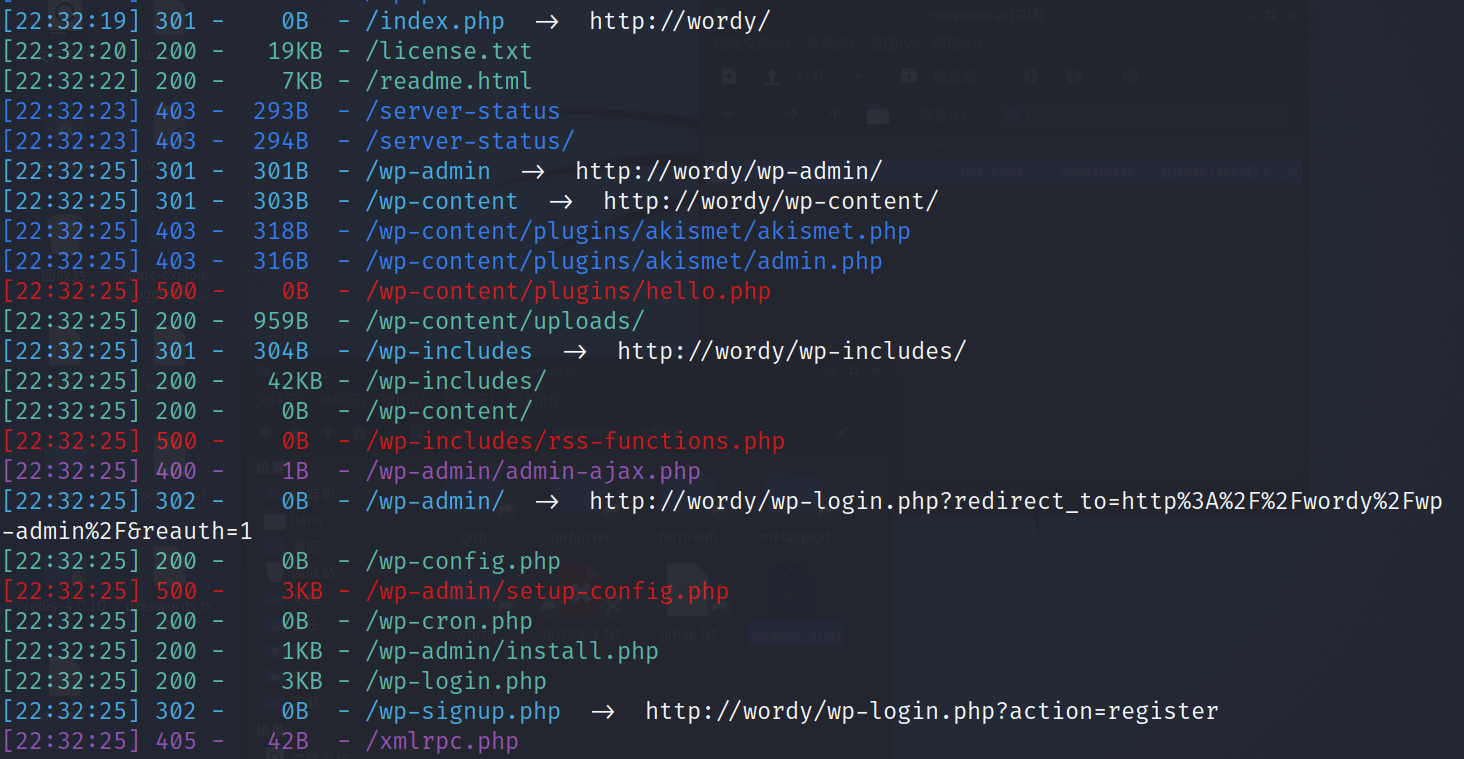 [22:32:19] 301 -    0B  - /index.php  →  http://wordy/
[22:32:20] 200 -   19KB - /license.txt
[22:32:22] 200 -    7KB - /readme.html
[22:32:23] 403 -  293B  - /server-status
[22:32:23] 403 -  294B  - /server-status/
[22:32:25] 301 -  301B  - /wp-admin  →  http://wordy/wp-admin/
[22:32:25] 301 -  303B  - /wp-content  →  http://wordy/wp-content/
[22:32:25] 403 -  318B  - /wp-content/plugins/akismet/akismet.php
[22:32:25] 403 -  316B  - /wp-content/plugins/akismet/admin.php
[22:32:25] 500 -    0B  - /wp-content/plugins/hello.php
[22:32:25] 200 -  959B  - /wp-content/uploads/
[22:32:25] 301 -  304B  - /wp-includes  →  http://wordy/wp-includes/
[22:32:25] 200 -   42KB - /wp-includes/
[22:32:25] 200 -    0B  - /wp-content/
[22:32:25] 500 -    0B  - /wp-includes/rss-functions.php
[22:32:25] 400 -    1B  - /wp-admin/admin-ajax.php
[22:32:25] 302 -    0B  - /wp-admin/  →  http://wordy/wp-login.php?redirect_to=http%3A%2F%2Fwordy%2Fwp
-admin%2F&reauth=1
[22:32:25] 200 -    0B  - /wp-config.php
[22:32:25] 500 -    3KB - /wp-admin/setup-config.php
[22:32:25] 200 -    0B  - /wp-cron.php
[22:32:25] 200 -    1KB - /wp-admin/install.php
[22:32:25] 200 -    3KB - /wp-login.php
[22:32:25] 302 -    0B  - /wp-signup.php  →  http://wordy/wp-login.php?action=register
[22:32:25] 405 -   42B  - /xmlrpc.php